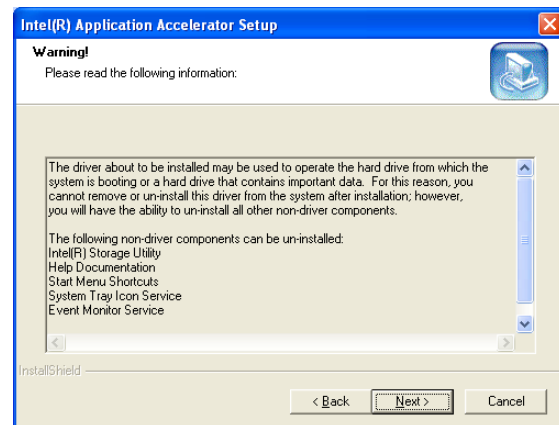 Intel(R) Application Accelerator Setup
Warning!
Please read the following information:
The driver about to be installed may be used to operate the hard drive from which the
system is booting or a hard drive that contains important data.  For this reason, you
cannot remove or un-install this driver from the system after installation; however,
you will have the ability to un-install all other non-driver components.
The following non-driver components can be un-installed:
Intel(R) Storage Utility
Help Documentation
Start Menu Shortcuts
System Tray Icon Service
Event Monitor Service
InstallShield
< Back
Next >
Cancel